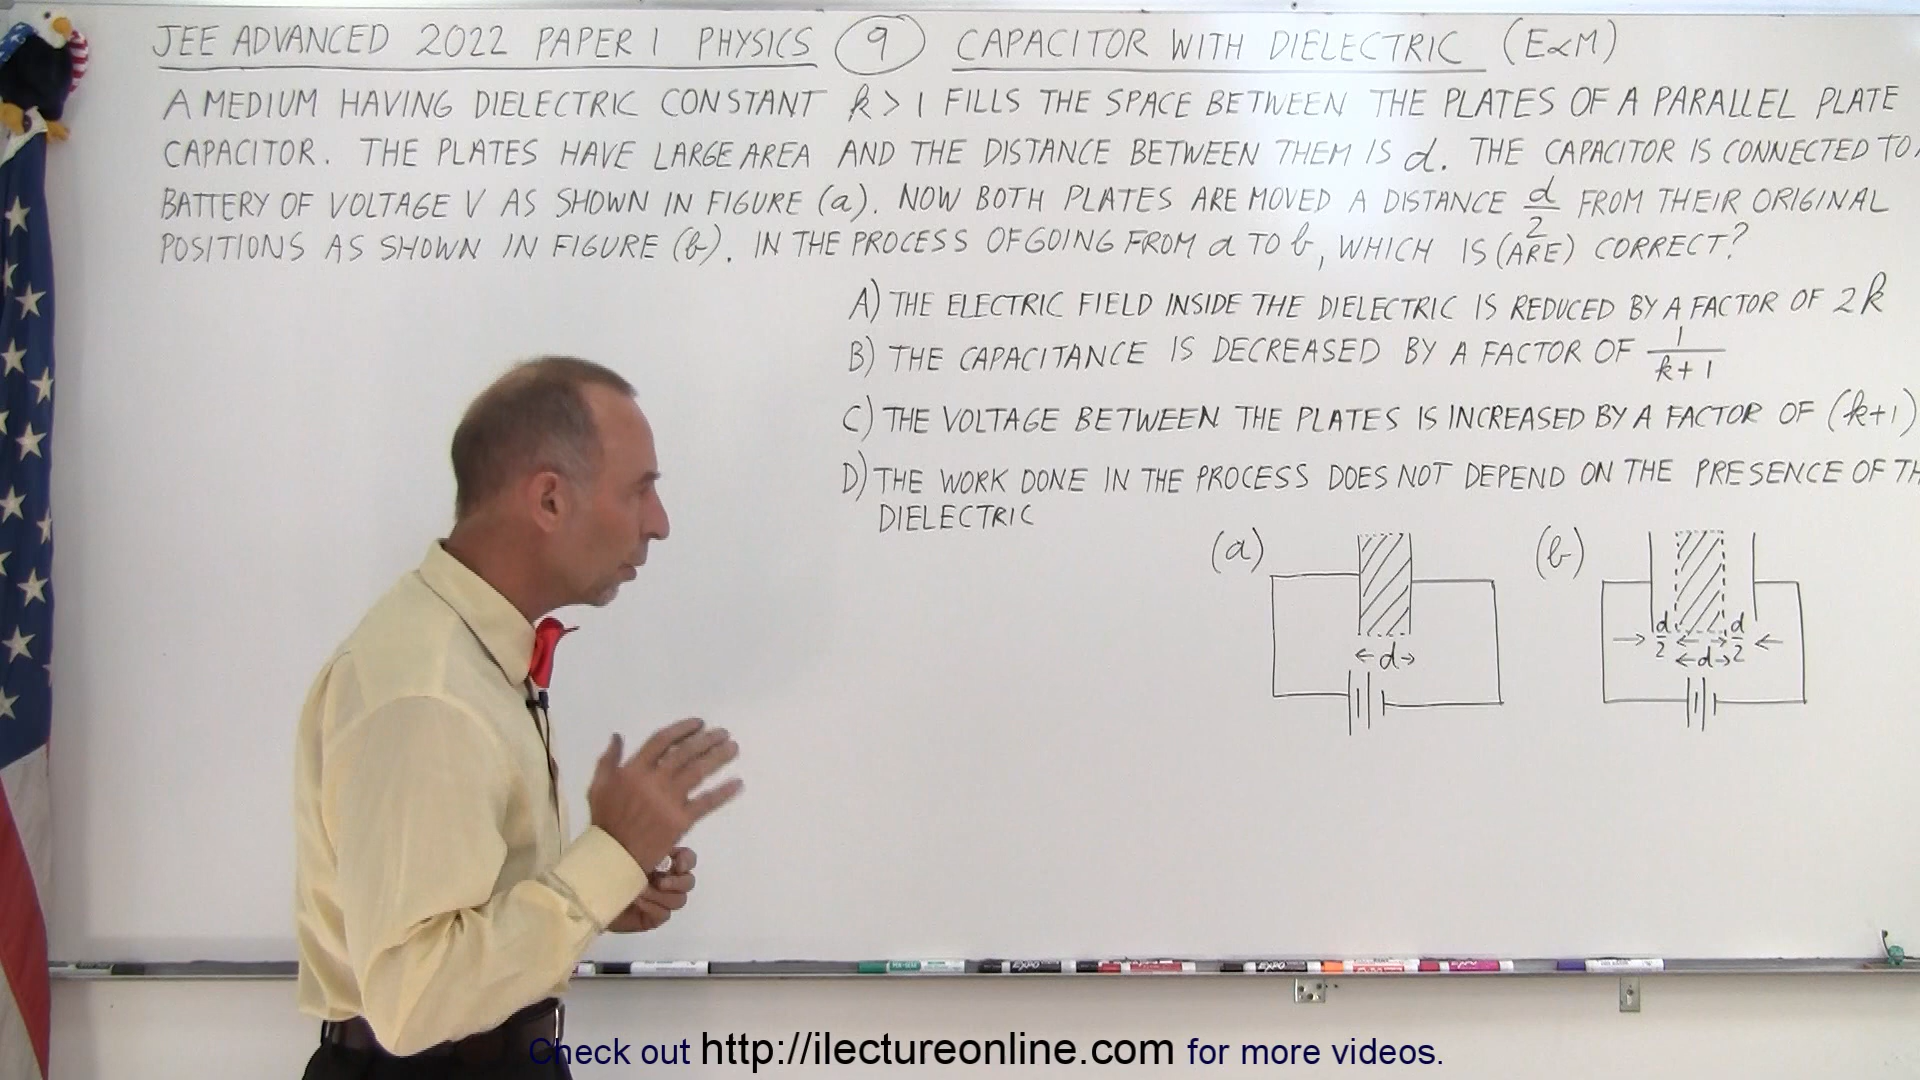 JEE ADVANCED 2022 PAPER 1 PHYSICS 9 CAPACITOR WITH DIELECTRIC (E&M)
A MEDIUM HAVING DIELECTRIC CONSTANT k > 1 FILLS THE SPACE BETWEEN THE PLATES OF A PARALLEL PLATE
CAPACITOR. THE PLATES HAVE LARGE AREA AND THE DISTANCE BETWEEN THEM IS d. THE CAPACITOR IS CONNECTED TO A
BATTERY OF VOLTAGE V AS SHOWN IN FIGURE (a). NOW BOTH PLATES ARE MOVED A DISTANCE d/2 FROM THEIR ORIGINAL
POSITIONS AS SHOWN IN FIGURE (b). IN THE PROCESS OF GOING FROM a TO b, WHICH IS (ARE) CORRECT?
A) THE ELECTRIC FIELD INSIDE THE DIELECTRIC IS REDUCED BY A FACTOR OF 2k
B) THE CAPACITANCE IS DECREASED BY A FACTOR OF 1/(k+1)
C) THE VOLTAGE BETWEEN THE PLATES IS INCREASED BY A FACTOR OF (k+1)
D) THE WORK DONE IN THE PROCESS DOES NOT DEPEND ON THE PRESENCE OF TH
DIELECTRIC
(a) (b)
d/2 d/2
d d
Check out http://ilectureonline.com for more videos.